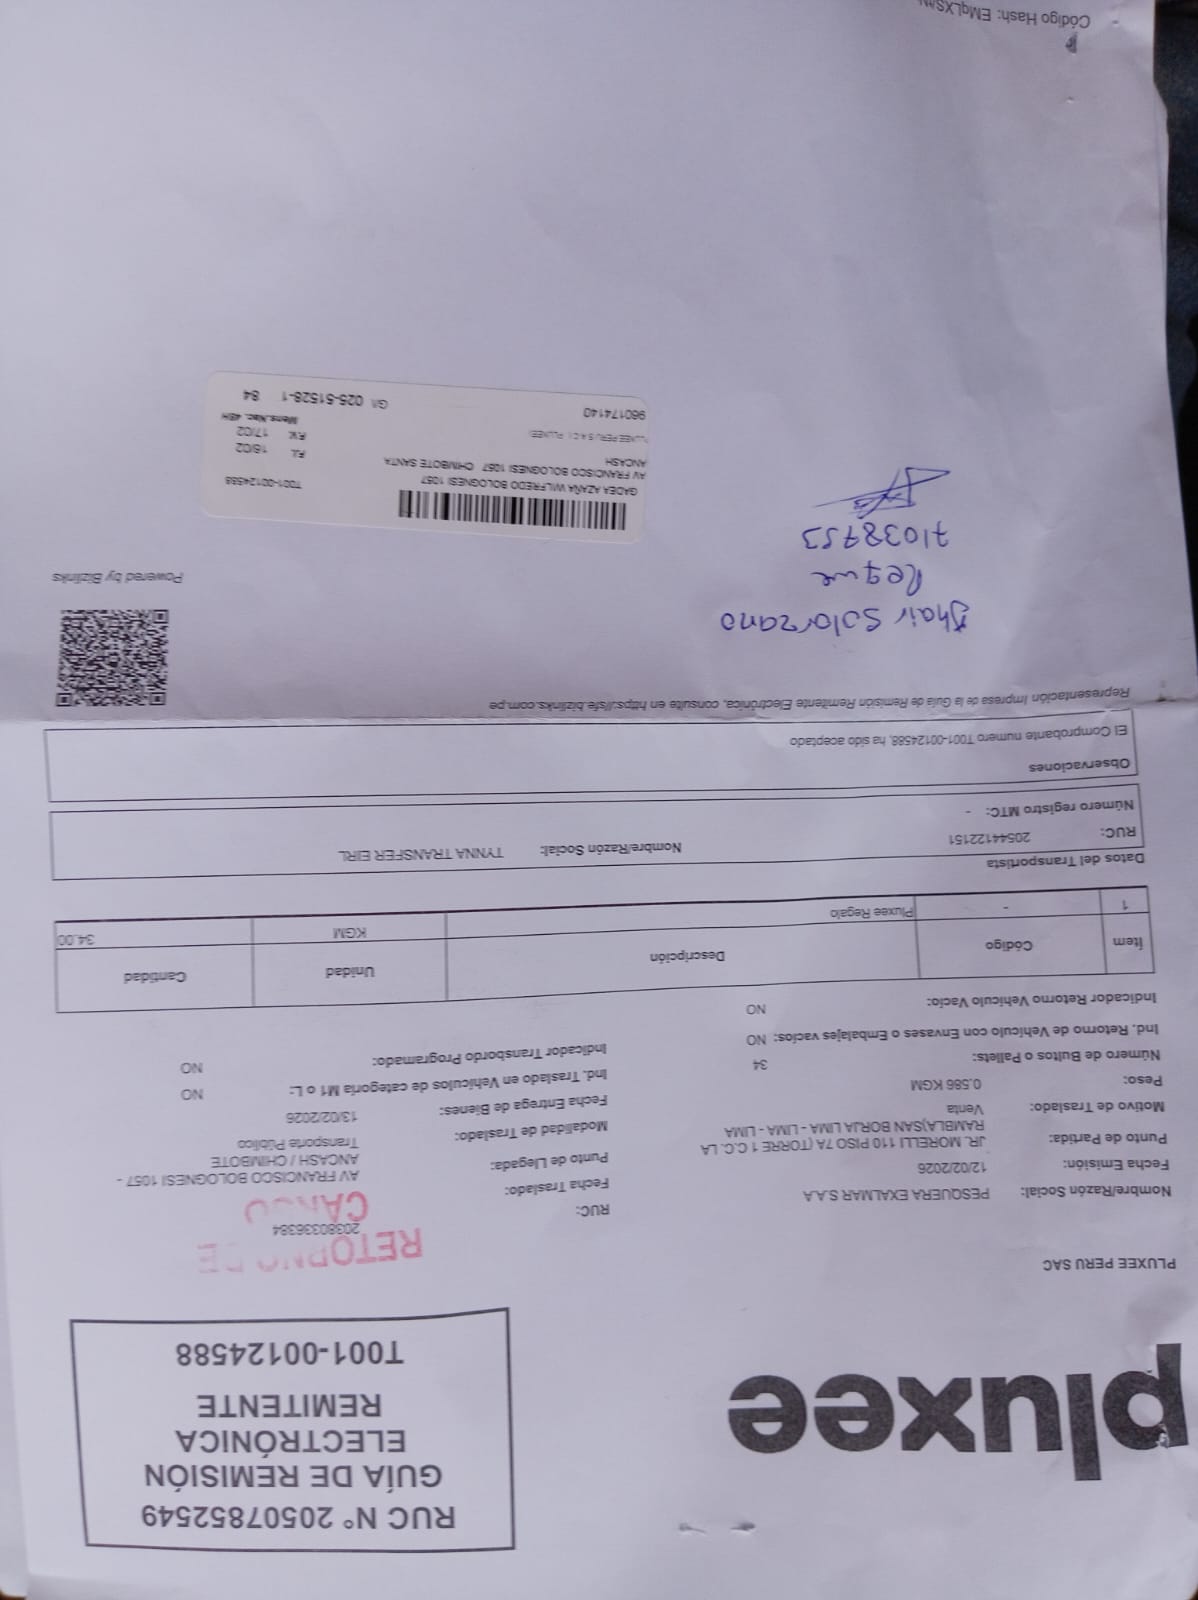 pluxee
RUC N° 20507852549
GUÍA DE REMISIÓN
ELECTRÓNICA
REMITENTE
T001-00124588
PLUXEE PERU SAC
RETORNO DE
CARGO
Nombre/Razón Social: PESQUERA EXALMAR S.A.A
RUC: 20380336384
Fecha Emisión: 12/02/2026
Fecha Traslado:
Punto de Partida: JR. MORELLI 110 PISO 7A (TORRE 1 C.C. LA
RAMBLA)SAN BORJA LIMA - LIMA - LIMA
Punto de Llegada: AV FRANCISCO BOLOGNESI 1057 -
ANCASH / CHIMBOTE
Motivo de Traslado: Venta
Modalidad de Traslado: Transporte Público
Peso: 0.586 KGM
Fecha Entrega de Bienes: 13/02/2026
Número de Bultos o Pallets: 34
Ind. Traslado en Vehículos de categoría M1 o L: NO
Ind. Retorno de Vehículo con Envases o Embalajes vacíos: NO
Indicador Transbordo Programado: NO
Indicador Retorno Vehículo Vacío: NO
Ítem Código Descripción Unidad Cantidad
1 - Pluxee Regalo KGM 34.00
Datos del Transportista
RUC: 20544122151 Nombre/Razón Social: TYNNA TRANSFER EIRL
Número registro MTC: -
Observaciones
El Comprobante numero T001-00124588, ha sido aceptado
Representación Impresa de la Guía de Remisión Remitente Electrónica, consulte en https://sfe.bizlinks.com.pe
Powered by Bizlinks
Jhair Solorzano
Reque
71038753
GADEA AZAÑA WILFREDO BOLOGNESI 1057 T001-00124588
AV FRANCISCO BOLOGNESI 1057 CHIMBOTE SANTA
ANCASH
F.I. 16/02
PLUXEE PERU S.A.C. ( PLUXEE)
F.V. 17/02
Mens.Nac. 48H
960174140 G/I 025-51528-1 84
Código Hash: